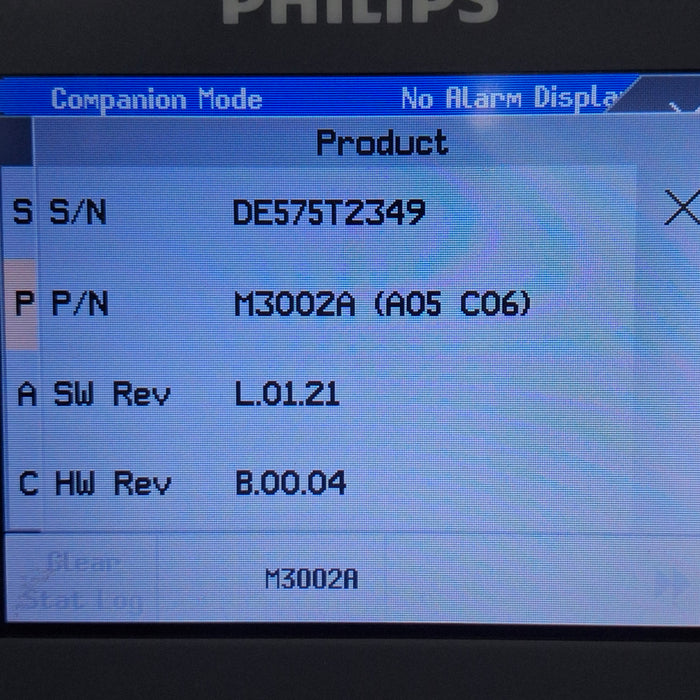 PHILIPS
Companion Mode No Alarm Displa
Product
S S/N DE575T2349
P P/N M3002A (A05 C06)
A SW Rev L.01.21
C HW Rev B.00.04
Clear
Stat Log
M3002A